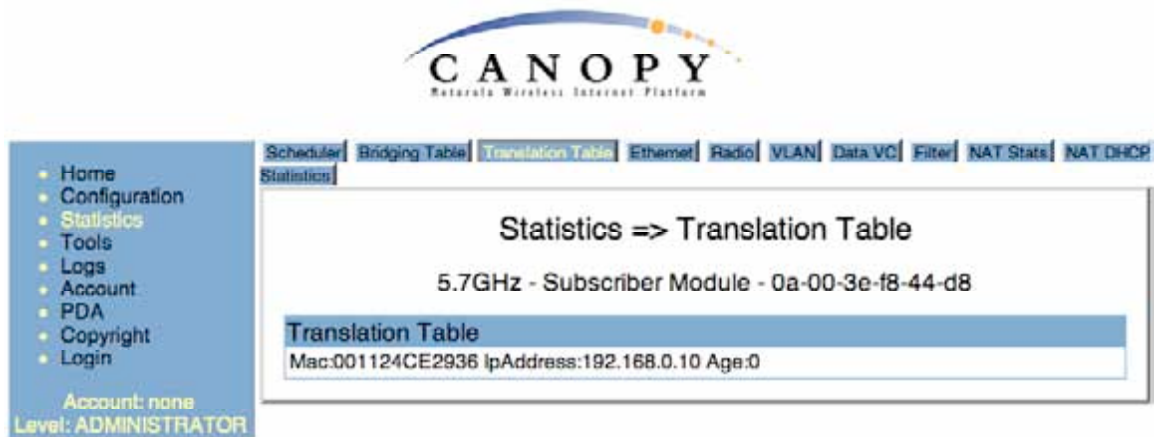 CANOPY
Motorola Wireless Internet Platform
Home
Configuration
Statistics
Tools
Logs
Account
PDA
Copyright
Login
Account: none
Level: ADMINISTRATOR
Scheduler Bridging Table Translation Table Ethernet Radio VLAN Data VC Filter NAT Stats NAT DHCP
Statistics
Statistics => Translation Table
5.7GHz - Subscriber Module - 0a-00-3e-f8-44-d8
Translation Table
Mac:001124CE2936 IpAddress:192.168.0.10 Age:0